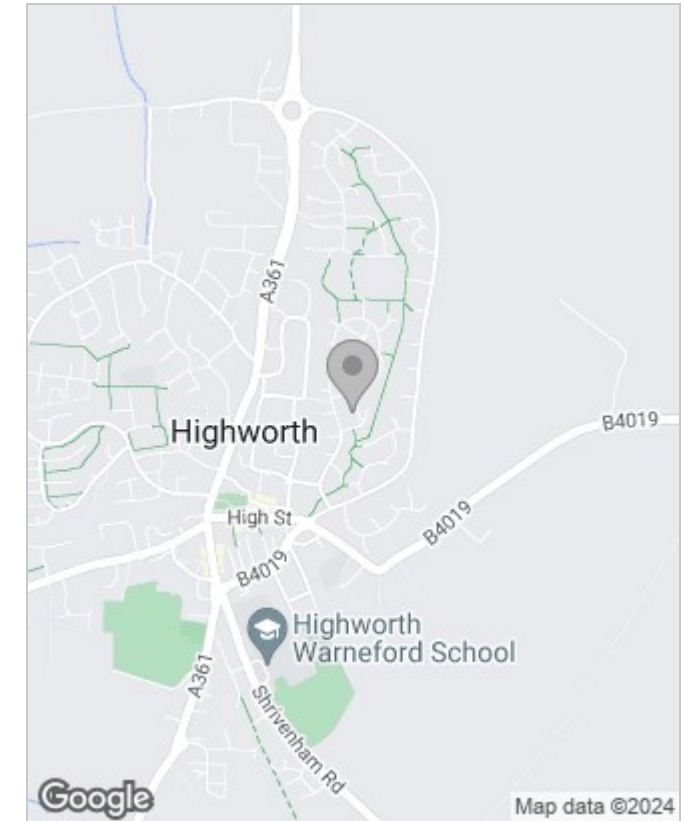 A361
Highworth
B4019
High St.
B4019
B4019
Highworth
Warneford School
A361
Shrivenham Rd
Google
Map data ©2024